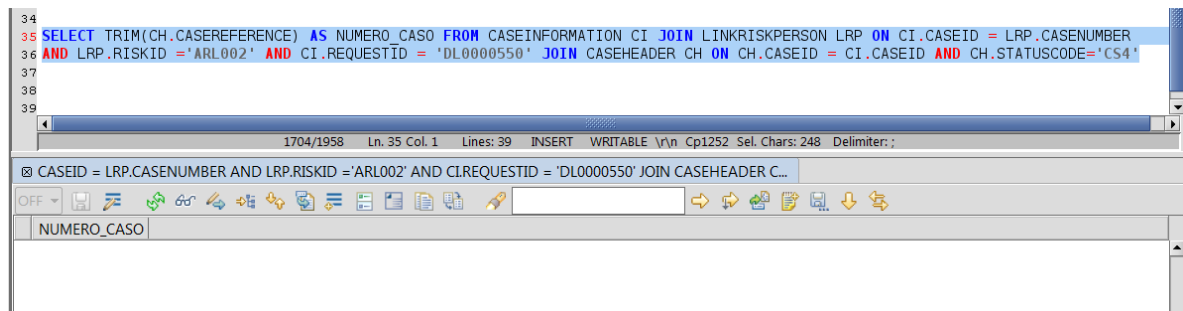 34
35 SELECT TRIM(CH.CASEREFERENCE) AS NUMERO_CASO FROM CASEINFORMATION CI JOIN LINKRISKPERSON LRP ON CI.CASEID = LRP.CASENUMBER
36 AND LRP.RISKID ='ARL002' AND CI.REQUESTID = 'DL0000550' JOIN CASEHEADER CH ON CH.CASEID = CI.CASEID AND CH.STATUSCODE='CS4'
37
38
39
1704/1958 Ln. 35 Col. 1 Lines: 39 INSERT WRITABLE \r\n Cp1252 Sel. Chars: 248 Delimiter: ;
CASEID = LRP.CASENUMBER AND LRP.RISKID ='ARL002' AND CI.REQUESTID = 'DL0000550' JOIN CASEHEADER C...
OFF
NUMERO_CASO